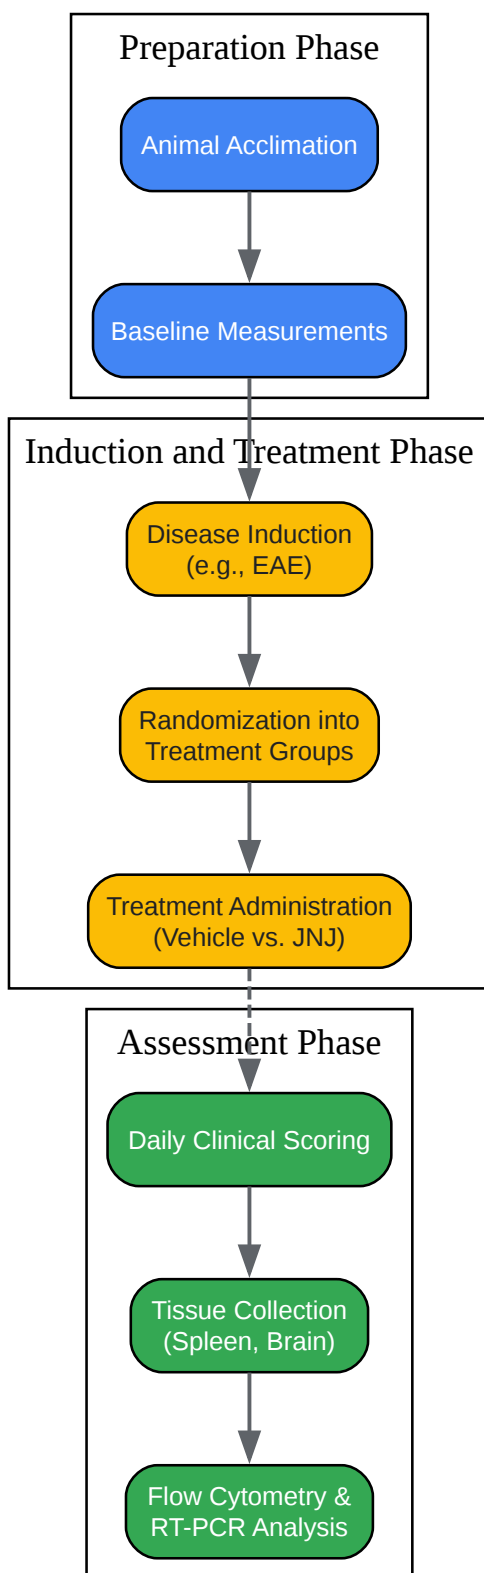 Preparation Phase
Animal Acclimation
Baseline Measurements
Induction and Treatment Phase
Disease Induction
(e.g., EAE)
Randomization into
Treatment Groups
Treatment Administration
(Vehicle vs. JNJ)
Assessment Phase
Daily Clinical Scoring
Tissue Collection
(Spleen, Brain)
Flow Cytometry &
RT-PCR Analysis